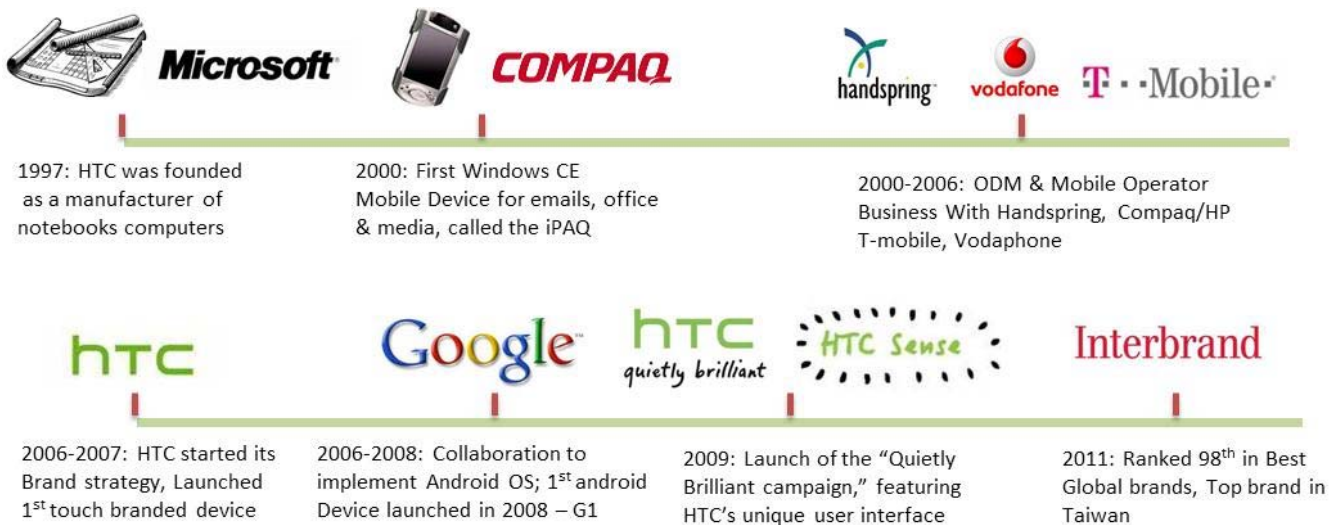 Microsoft
COMPAQ
handspring™
vodafone
T··Mobile·®
1997: HTC was founded
as a manufacturer of
notebooks computers
2000: First Windows CE
Mobile Device for emails, office
& media, called the iPAQ
2000-2006: ODM & Mobile Operator
Business With Handspring, Compaq/HP
T-mobile, Vodaphone
hTC
Google™
hTC
quietly brilliant
HTC Sense
Interbrand
2006-2007: HTC started its
Brand strategy, Launched
1st touch branded device
2006-2008: Collaboration to
implement Android OS; 1st android
Device launched in 2008 – G1
2009: Launch of the “Quietly
Brilliant campaign,” featuring
HTC’s unique user interface
2011: Ranked 98th in Best
Global brands, Top brand in
Taiwan